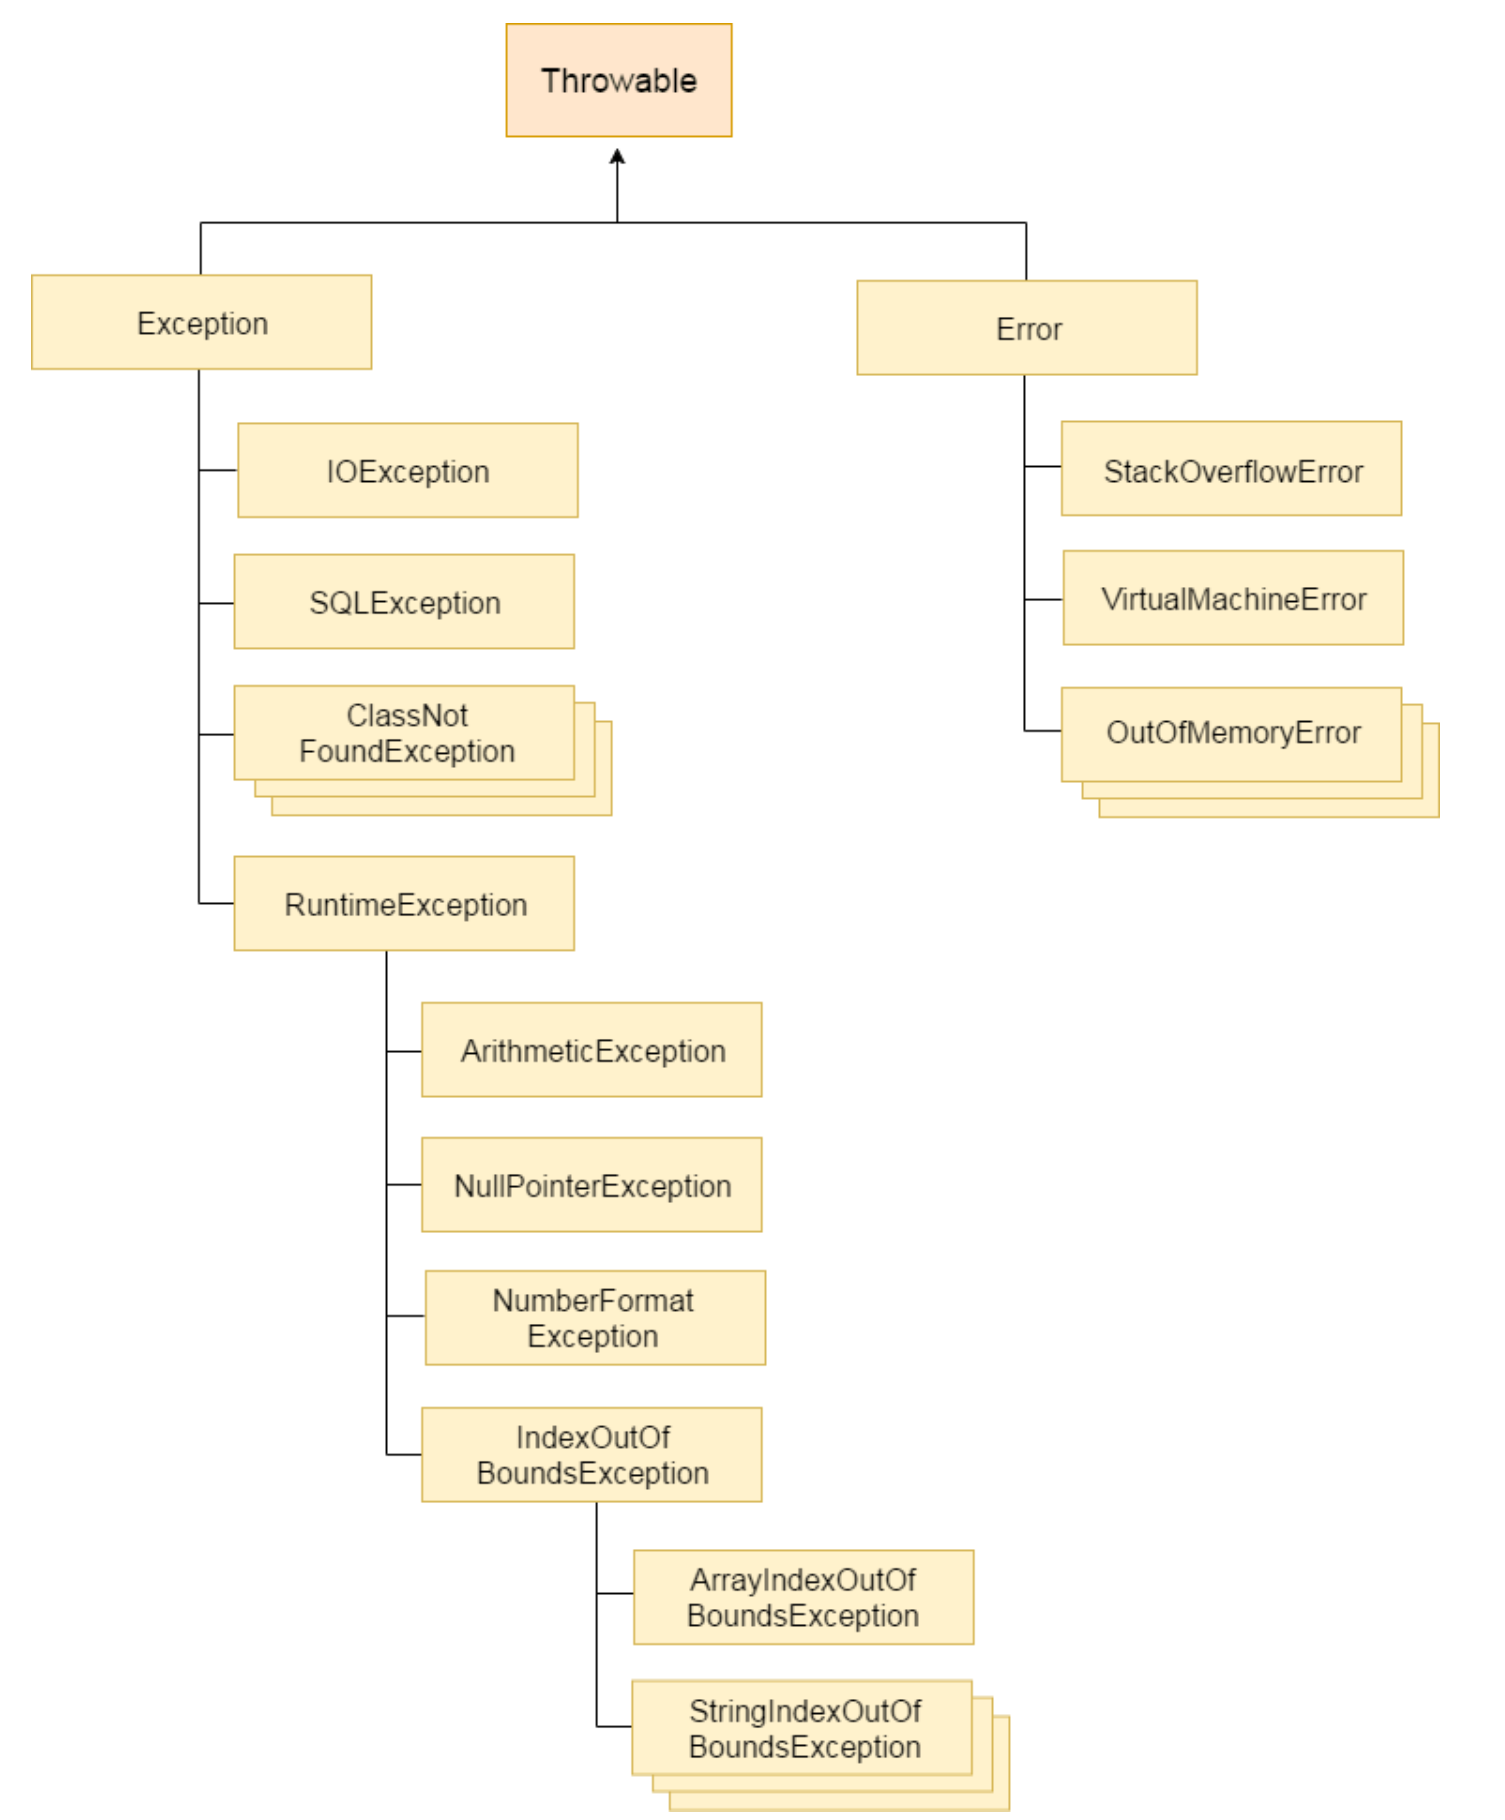 Throwable
Exception
Error
IOException
StackOverflowError
SQLException
VirtualMachineError
ClassNot
FoundException
OutOfMemoryError
RuntimeException
ArithmeticException
NullPointerException
NumberFormat
Exception
IndexOutOf
BoundsException
ArrayIndexOutOf
BoundsException
StringIndexOutOf
BoundsException